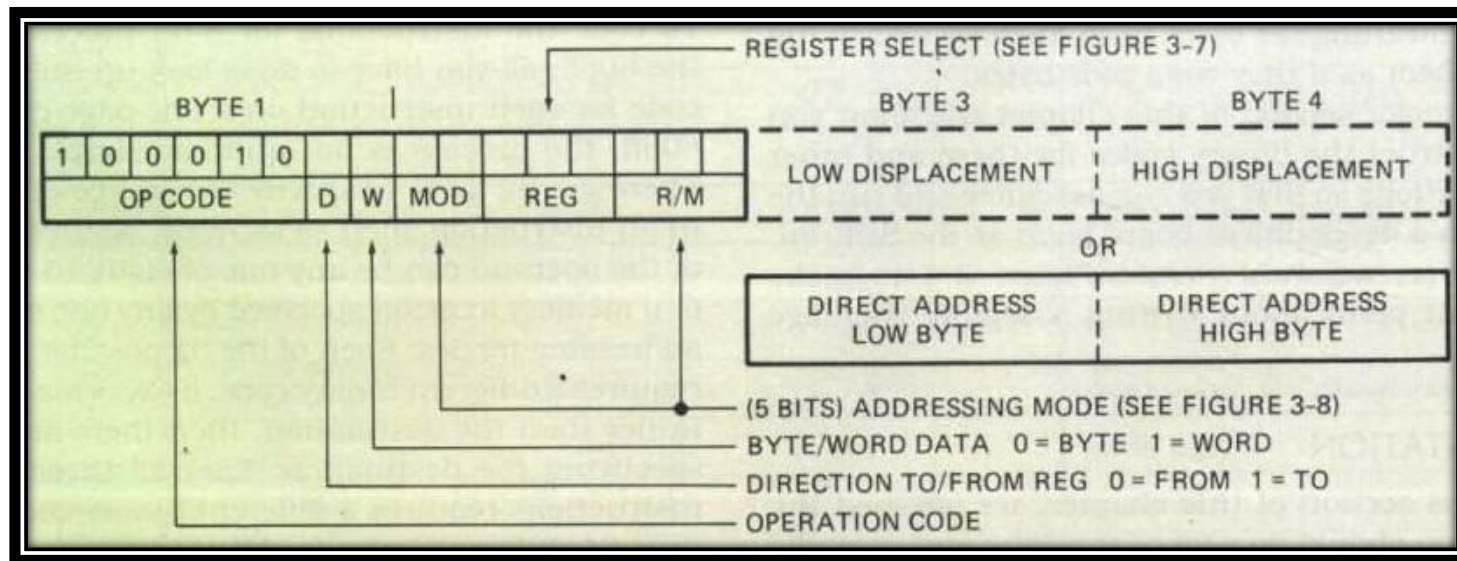 REGISTER SELECT (SEE FIGURE 3-7)
BYTE 1
BYTE 3
BYTE 4
1 0 0 0 1 0
OP CODE
D
W
MOD
REG
R/M
LOW DISPLACEMENT
HIGH DISPLACEMENT
OR
DIRECT ADDRESS
LOW BYTE
DIRECT ADDRESS
HIGH BYTE
(5 BITS) ADDRESSING MODE (SEE FIGURE 3-8)
BYTE/WORD DATA 0 = BYTE 1 = WORD
DIRECTION TO/FROM REG 0 = FROM 1 = TO
OPERATION CODE